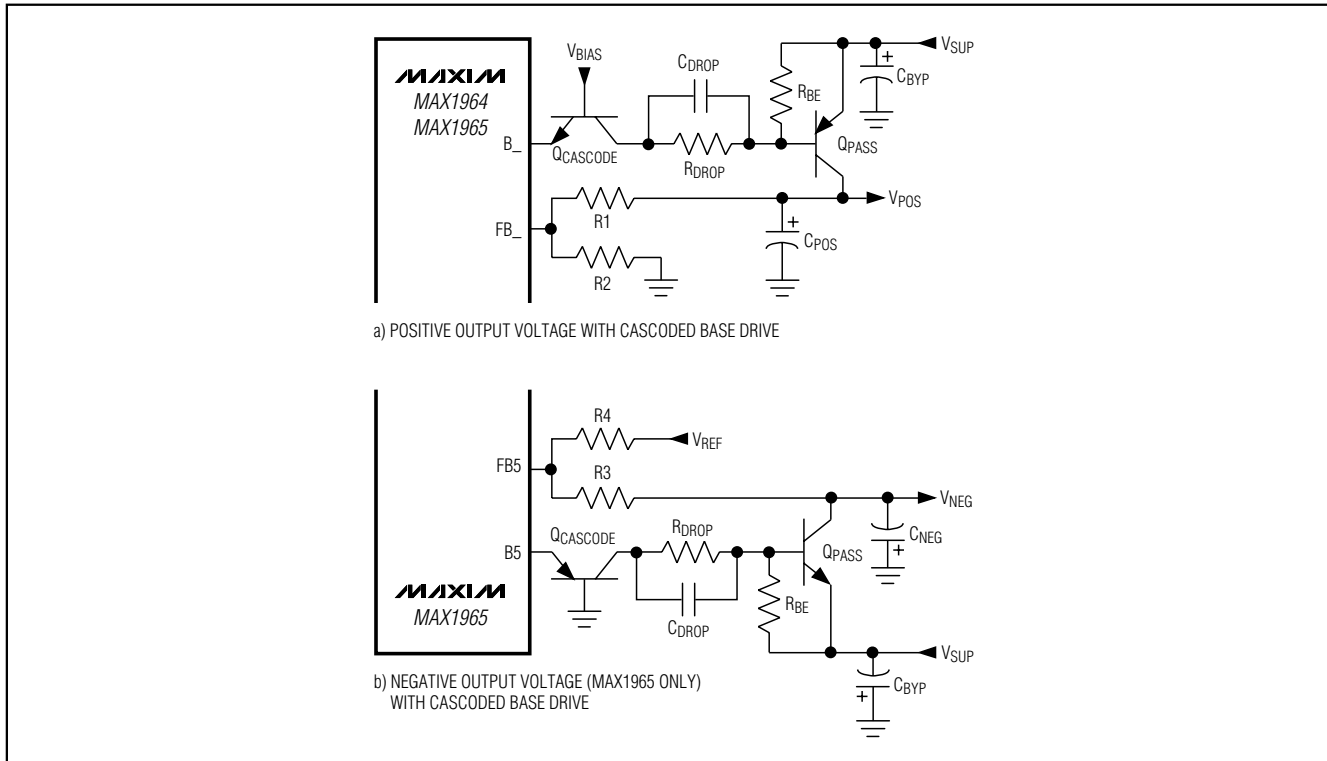 MAXIM
MAX1964
MAX1965
VBIAS
CDROP
RBE
VSUP
CBYP
+
B_
QCASCODE
RDROP
QPASS
VPOS
FB_
R1
+
CPOS
R2
a) POSITIVE OUTPUT VOLTAGE WITH CASCODED BASE DRIVE
R4
VREF
FB5
R3
VNEG
QCASCODE
RDROP
CNEG
+
B5
QPASS
MAXIM
MAX1965
CDROP
RBE
VSUP
CBYP
+
b) NEGATIVE OUTPUT VOLTAGE (MAX1965 ONLY)
WITH CASCODED BASE DRIVE